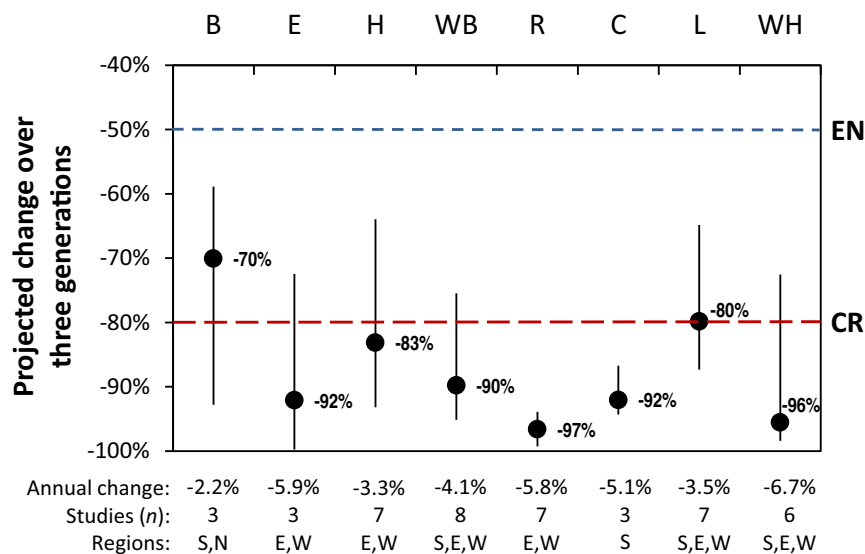 B E H WB R C L WH
Projected change over
three generations
-40%
-50%
-60%
-70%
-80%
-90%
-100%
EN
CR
-70%
-92%
-83%
-90%
-97%
-92%
-80%
-96%
Annual change: -2.2% -5.9% -3.3% -4.1% -5.8% -5.1% -3.5% -6.7%
Studies (n): 3 3 7 8 7 3 7 6
Regions: S,N E,W E,W S,E,W E,W S S,E,W S,E,W